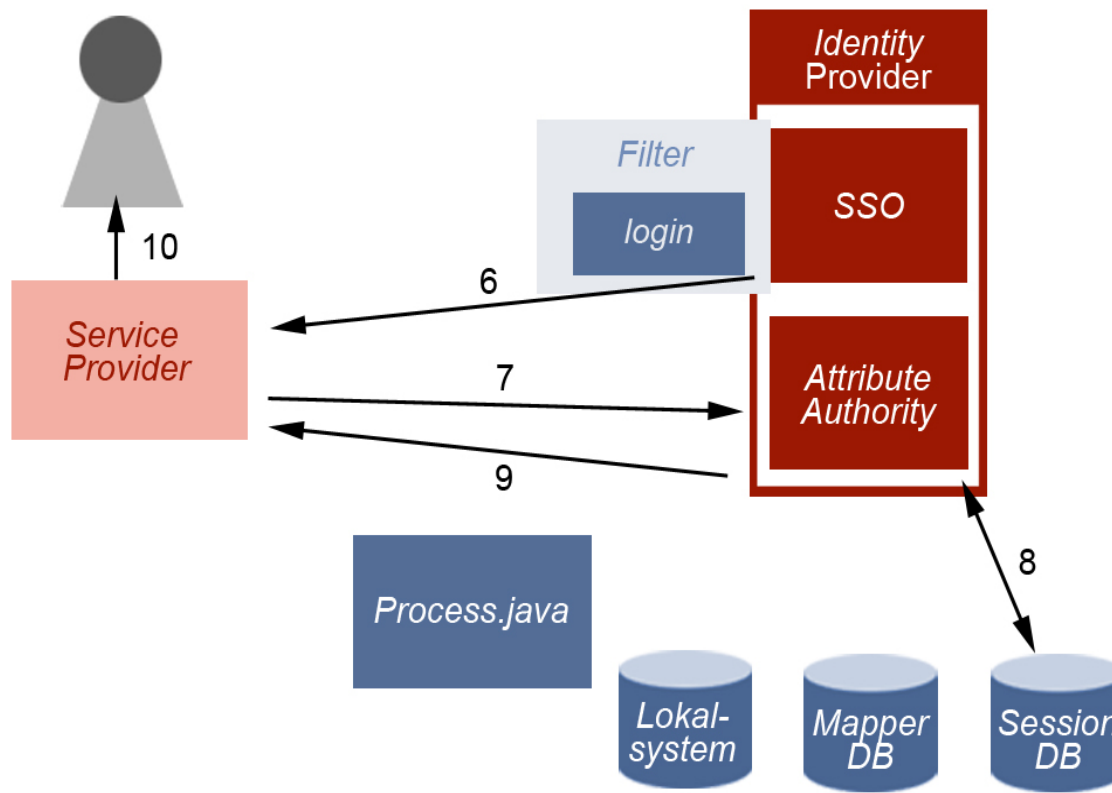 Identity
Provider
Filter
SSO
login
10
6
Service
Provider
7
Attribute
Authority
9
8
Process.java
Lokal-
system
Mapper
DB
Session
DB